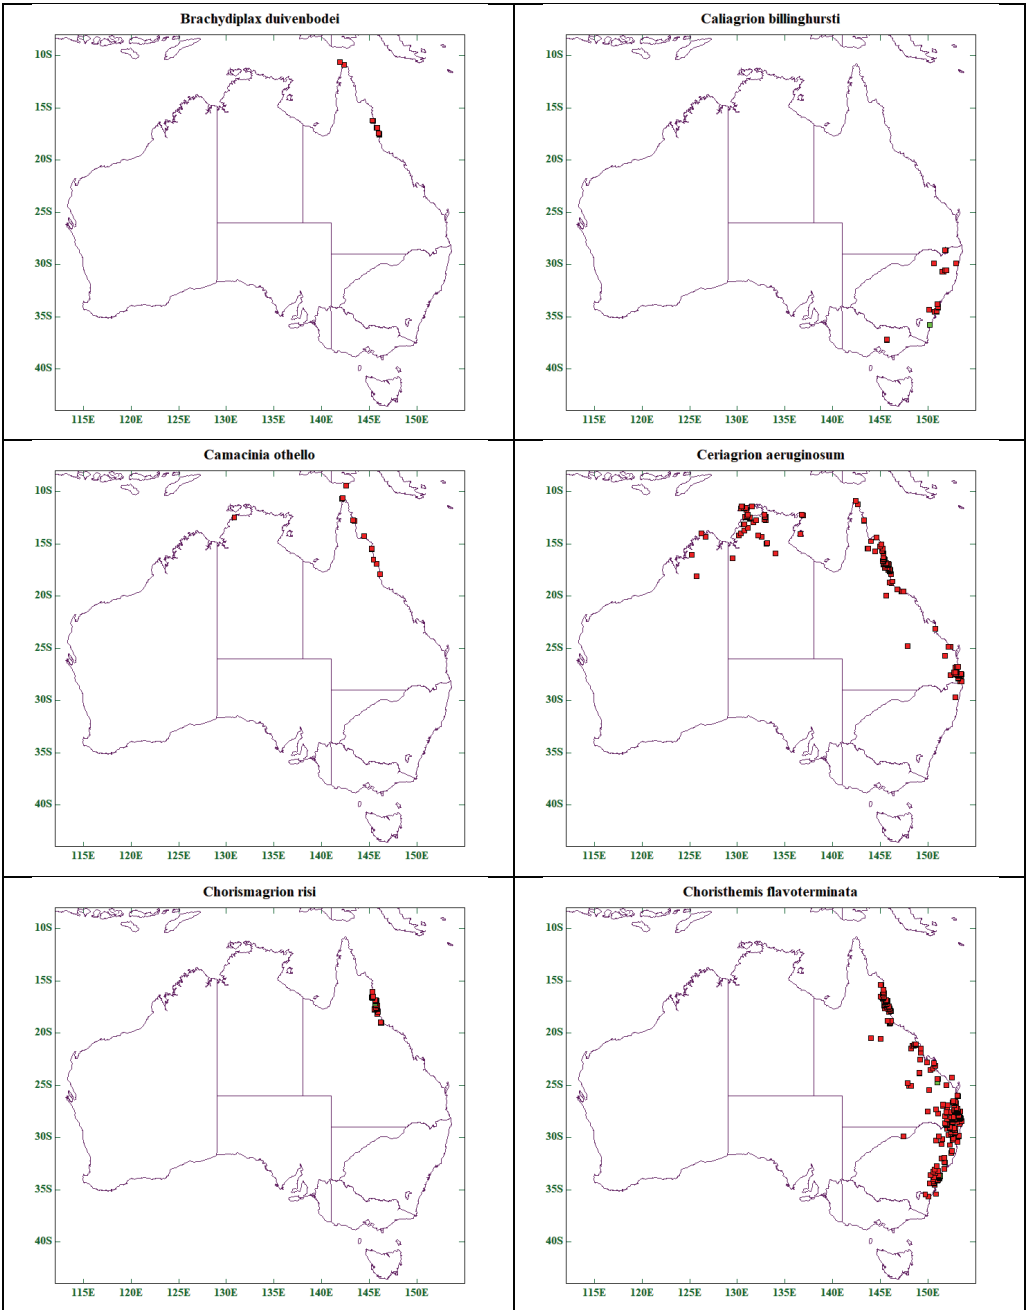 Brachydiplax duivenbodei
10S
15S
20S
25S
30S
35S
40S
115E 120E 125E 130E 135E 140E 145E 150E
Caliagrion billinghursti
10S
15S
20S
25S
30S
35S
40S
115E 120E 125E 130E 135E 140E 145E 150E
Camacinia othello
10S
15S
20S
25S
30S
35S
40S
115E 120E 125E 130E 135E 140E 145E 150E
Ceriagrion aeruginosum
10S
15S
20S
25S
30S
35S
40S
115E 120E 125E 130E 135E 140E 145E 150E
Chorismagrion risi
10S
15S
20S
25S
30S
35S
40S
115E 120E 125E 130E 135E 140E 145E 150E
Choristhemis flavoterminata
10S
15S
20S
25S
30S
35S
40S
115E 120E 125E 130E 135E 140E 145E 150E